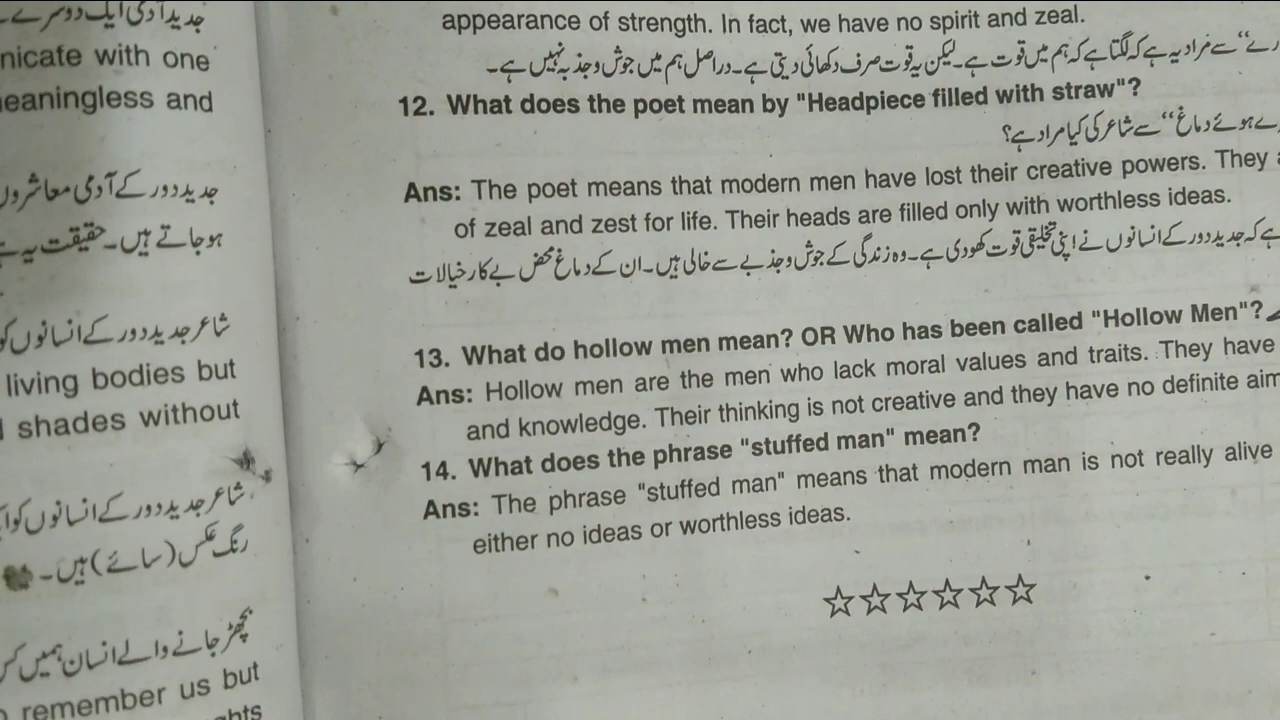 جدید آدمی ایک دوسرے
nicate with one
eaningless and
جدید دور کے آدمی معاشروں
ہو جاتے ہیں۔ حقیقت یہ ہے
شاعر جدید دور کے انسانوں کو
living bodies but
shades without
شاعر جدید دور کے انسانوں کو
رنگ عکس (سائے) ہیں۔
بچھڑ جانے والے انسان ہمیں
remember us but
ghts
appearance of strength. In fact, we have no spirit and zeal.
سے مراد یہ ہے کہ لگتا ہے کہ ہم میں قوت ہے۔ لیکن یہ قوت صرف دکھائی دیتی ہے۔ دراصل ہم میں جوش و جذبہ نہیں ہے۔
12. What does the poet mean by "Headpiece filled with straw"?
ہوئے دماغ“ سے شاعر کی کیا مراد ہے؟
Ans: The poet means that modern men have lost their creative powers. They
of zeal and zest for life. Their heads are filled only with worthless ideas.
ہے کہ جدید دور کے انسانوں نے اپنی تخلیقی قوت کھو دی ہے۔ وہ زندگی کے جوش و جذبے سے خالی ہیں۔ ان کے دماغ محض بے کار خیالات
13. What do hollow men mean? OR Who has been called "Hollow Men"?
Ans: Hollow men are the men who lack moral values and traits. They have
and knowledge. Their thinking is not creative and they have no definite aim
14. What does the phrase "stuffed man" mean?
Ans: The phrase "stuffed man" means that modern man is not really alive
either no ideas or worthless ideas.